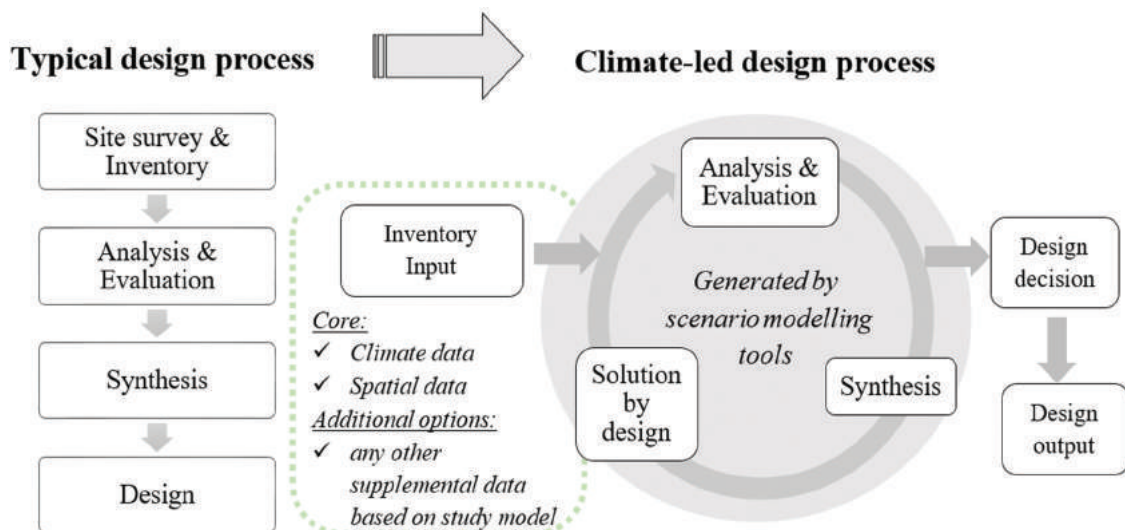 Typical design process
Site survey &
Inventory
Analysis &
Evaluation
Synthesis
Design
Climate-led design process
Inventory
Input
Core:
✓ Climate data
✓ Spatial data
Additional options:
✓ any other
supplemental data
based on study model
Analysis &
Evaluation
Generated by
scenario modelling
tools
Solution
by
design
Synthesis
Design
decision
Design
output